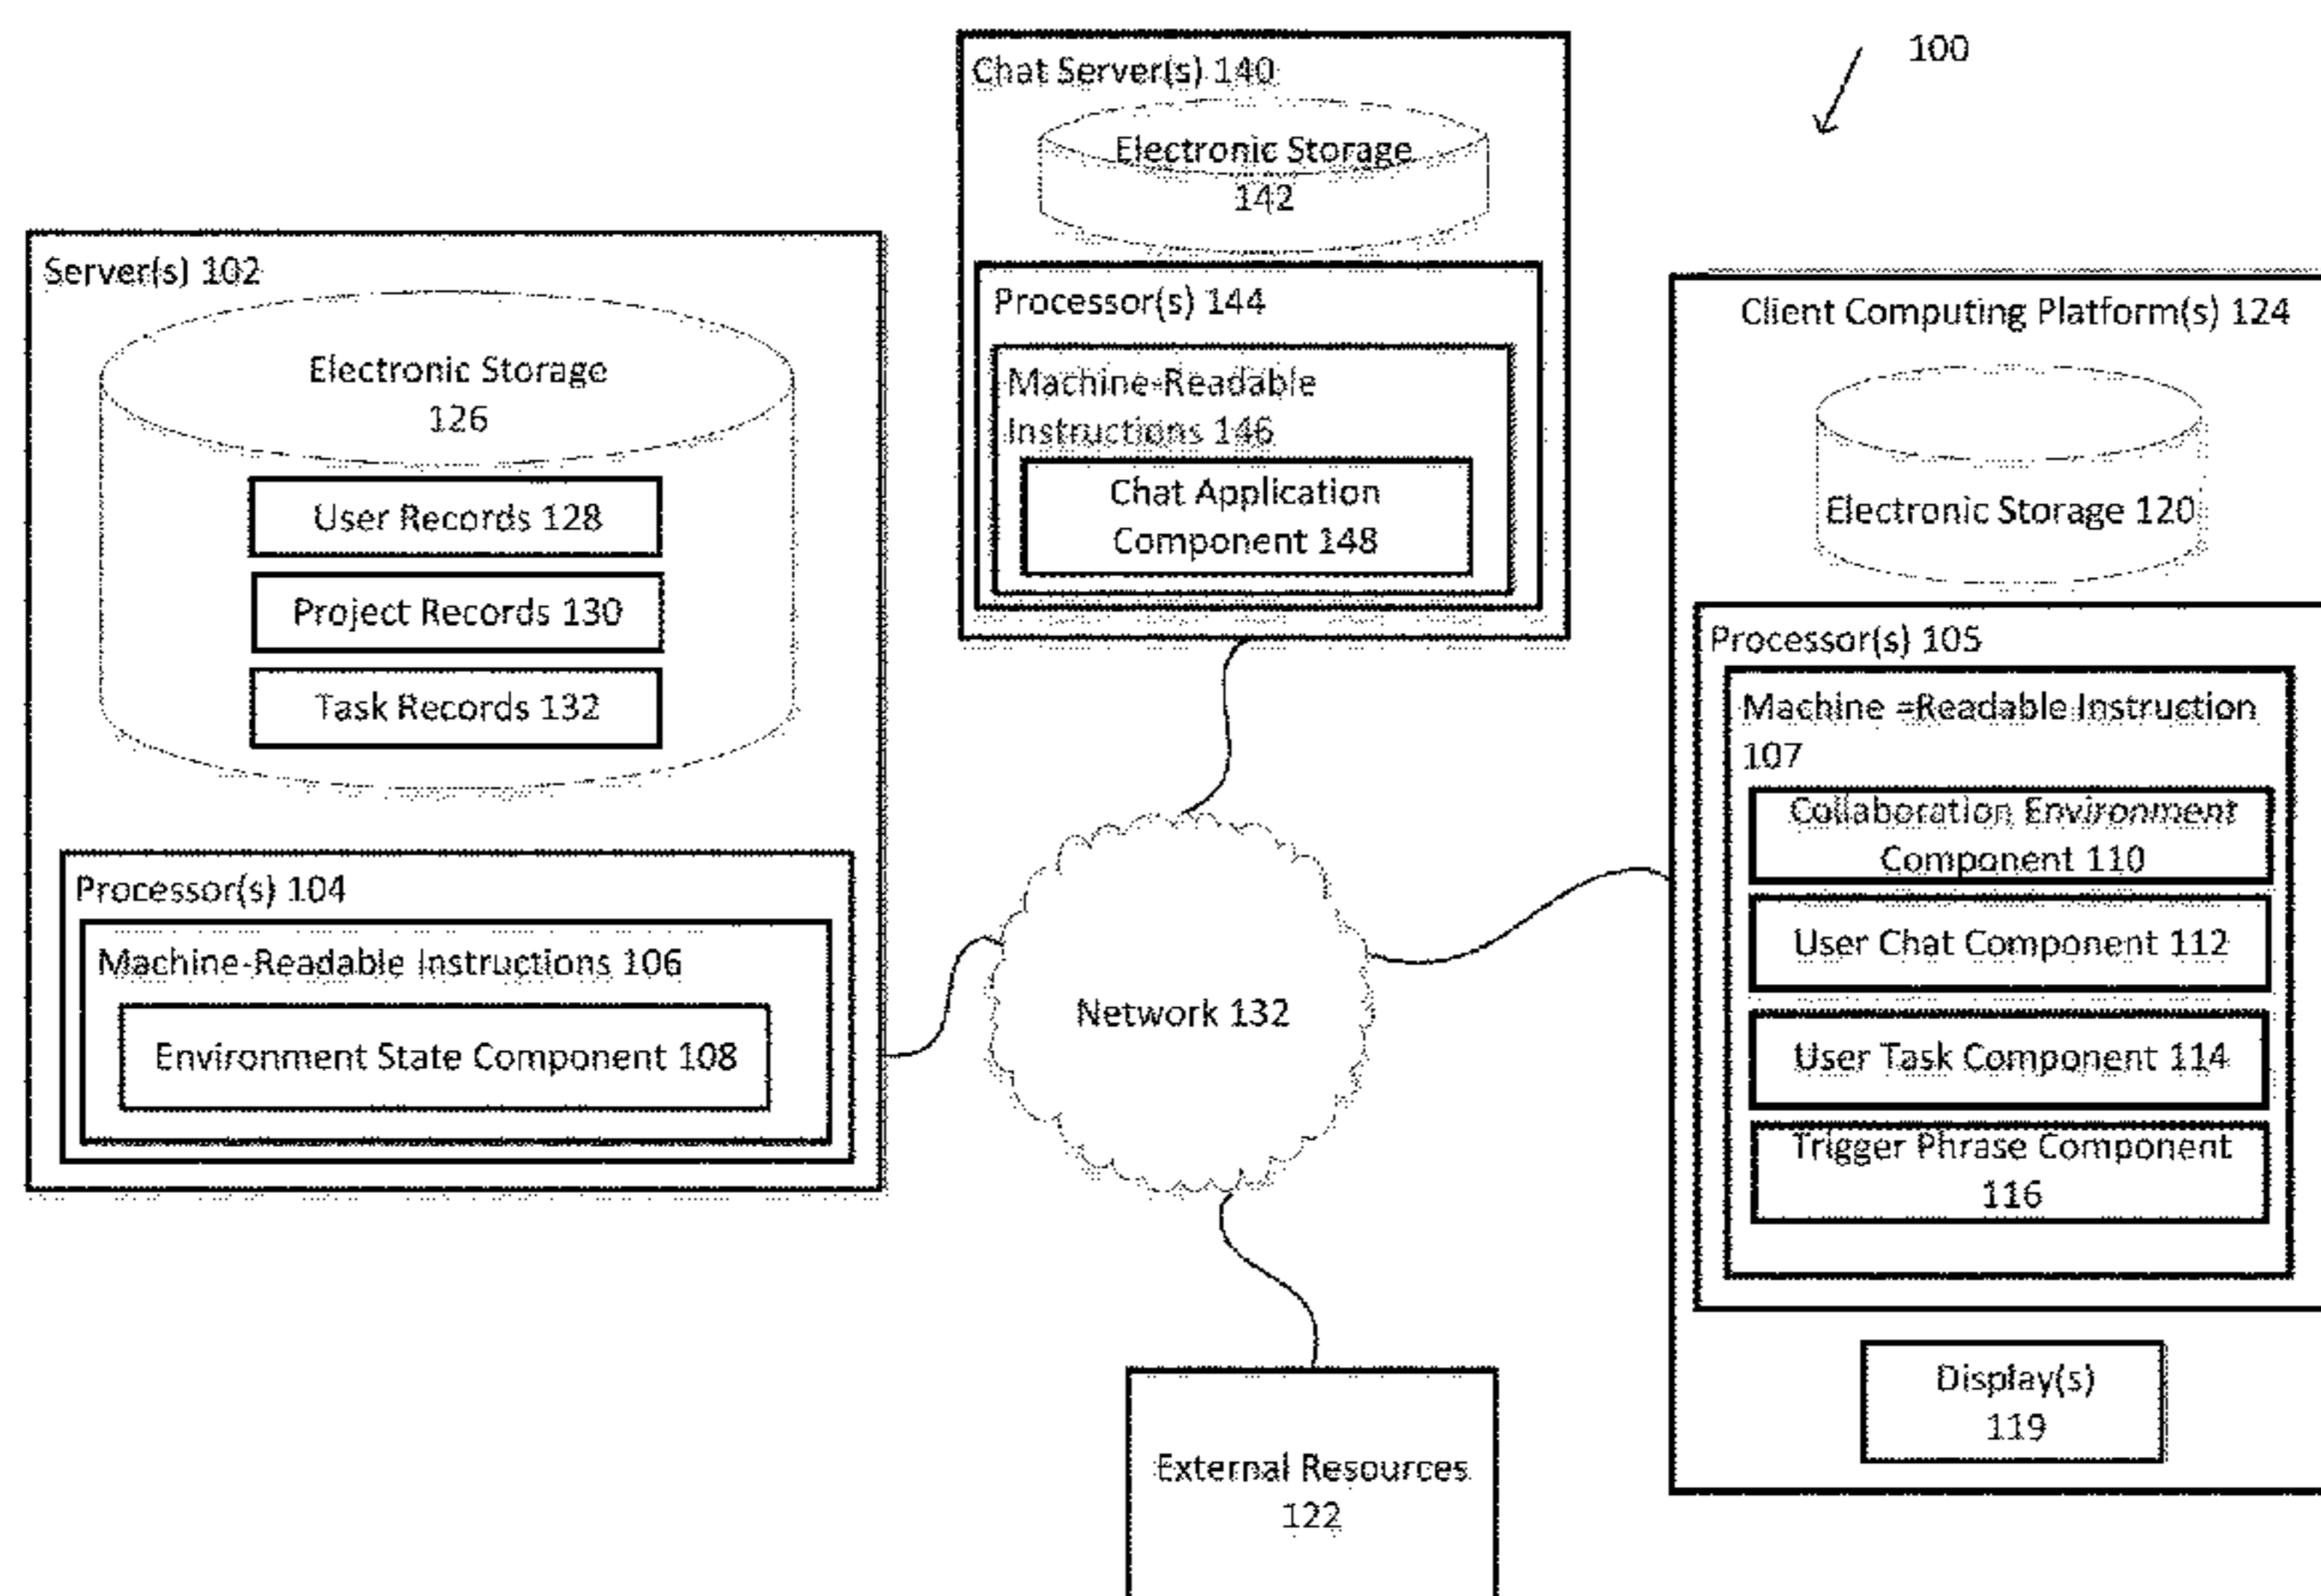 100
Chat Server(s) 140
Electronic Storage
142
Processor(s) 144
Machine-Readable
Instructions 146
Chat Application
Component 148
Server(s) 102
Electronic Storage
126
User Records 128
Project Records 130
Task Records 132
Processor(s) 104
Machine-Readable Instructions 106
Environment State Component 108
Client Computing Platform(s) 124
Electronic Storage 120
Processor(s) 105
Machine =Readable Instruction
107
Collaboration Environment
Component 110
User Chat Component 112
User Task Component 114
Trigger Phrase Component
116
Display(s)
119
Network 132
External Resources
122